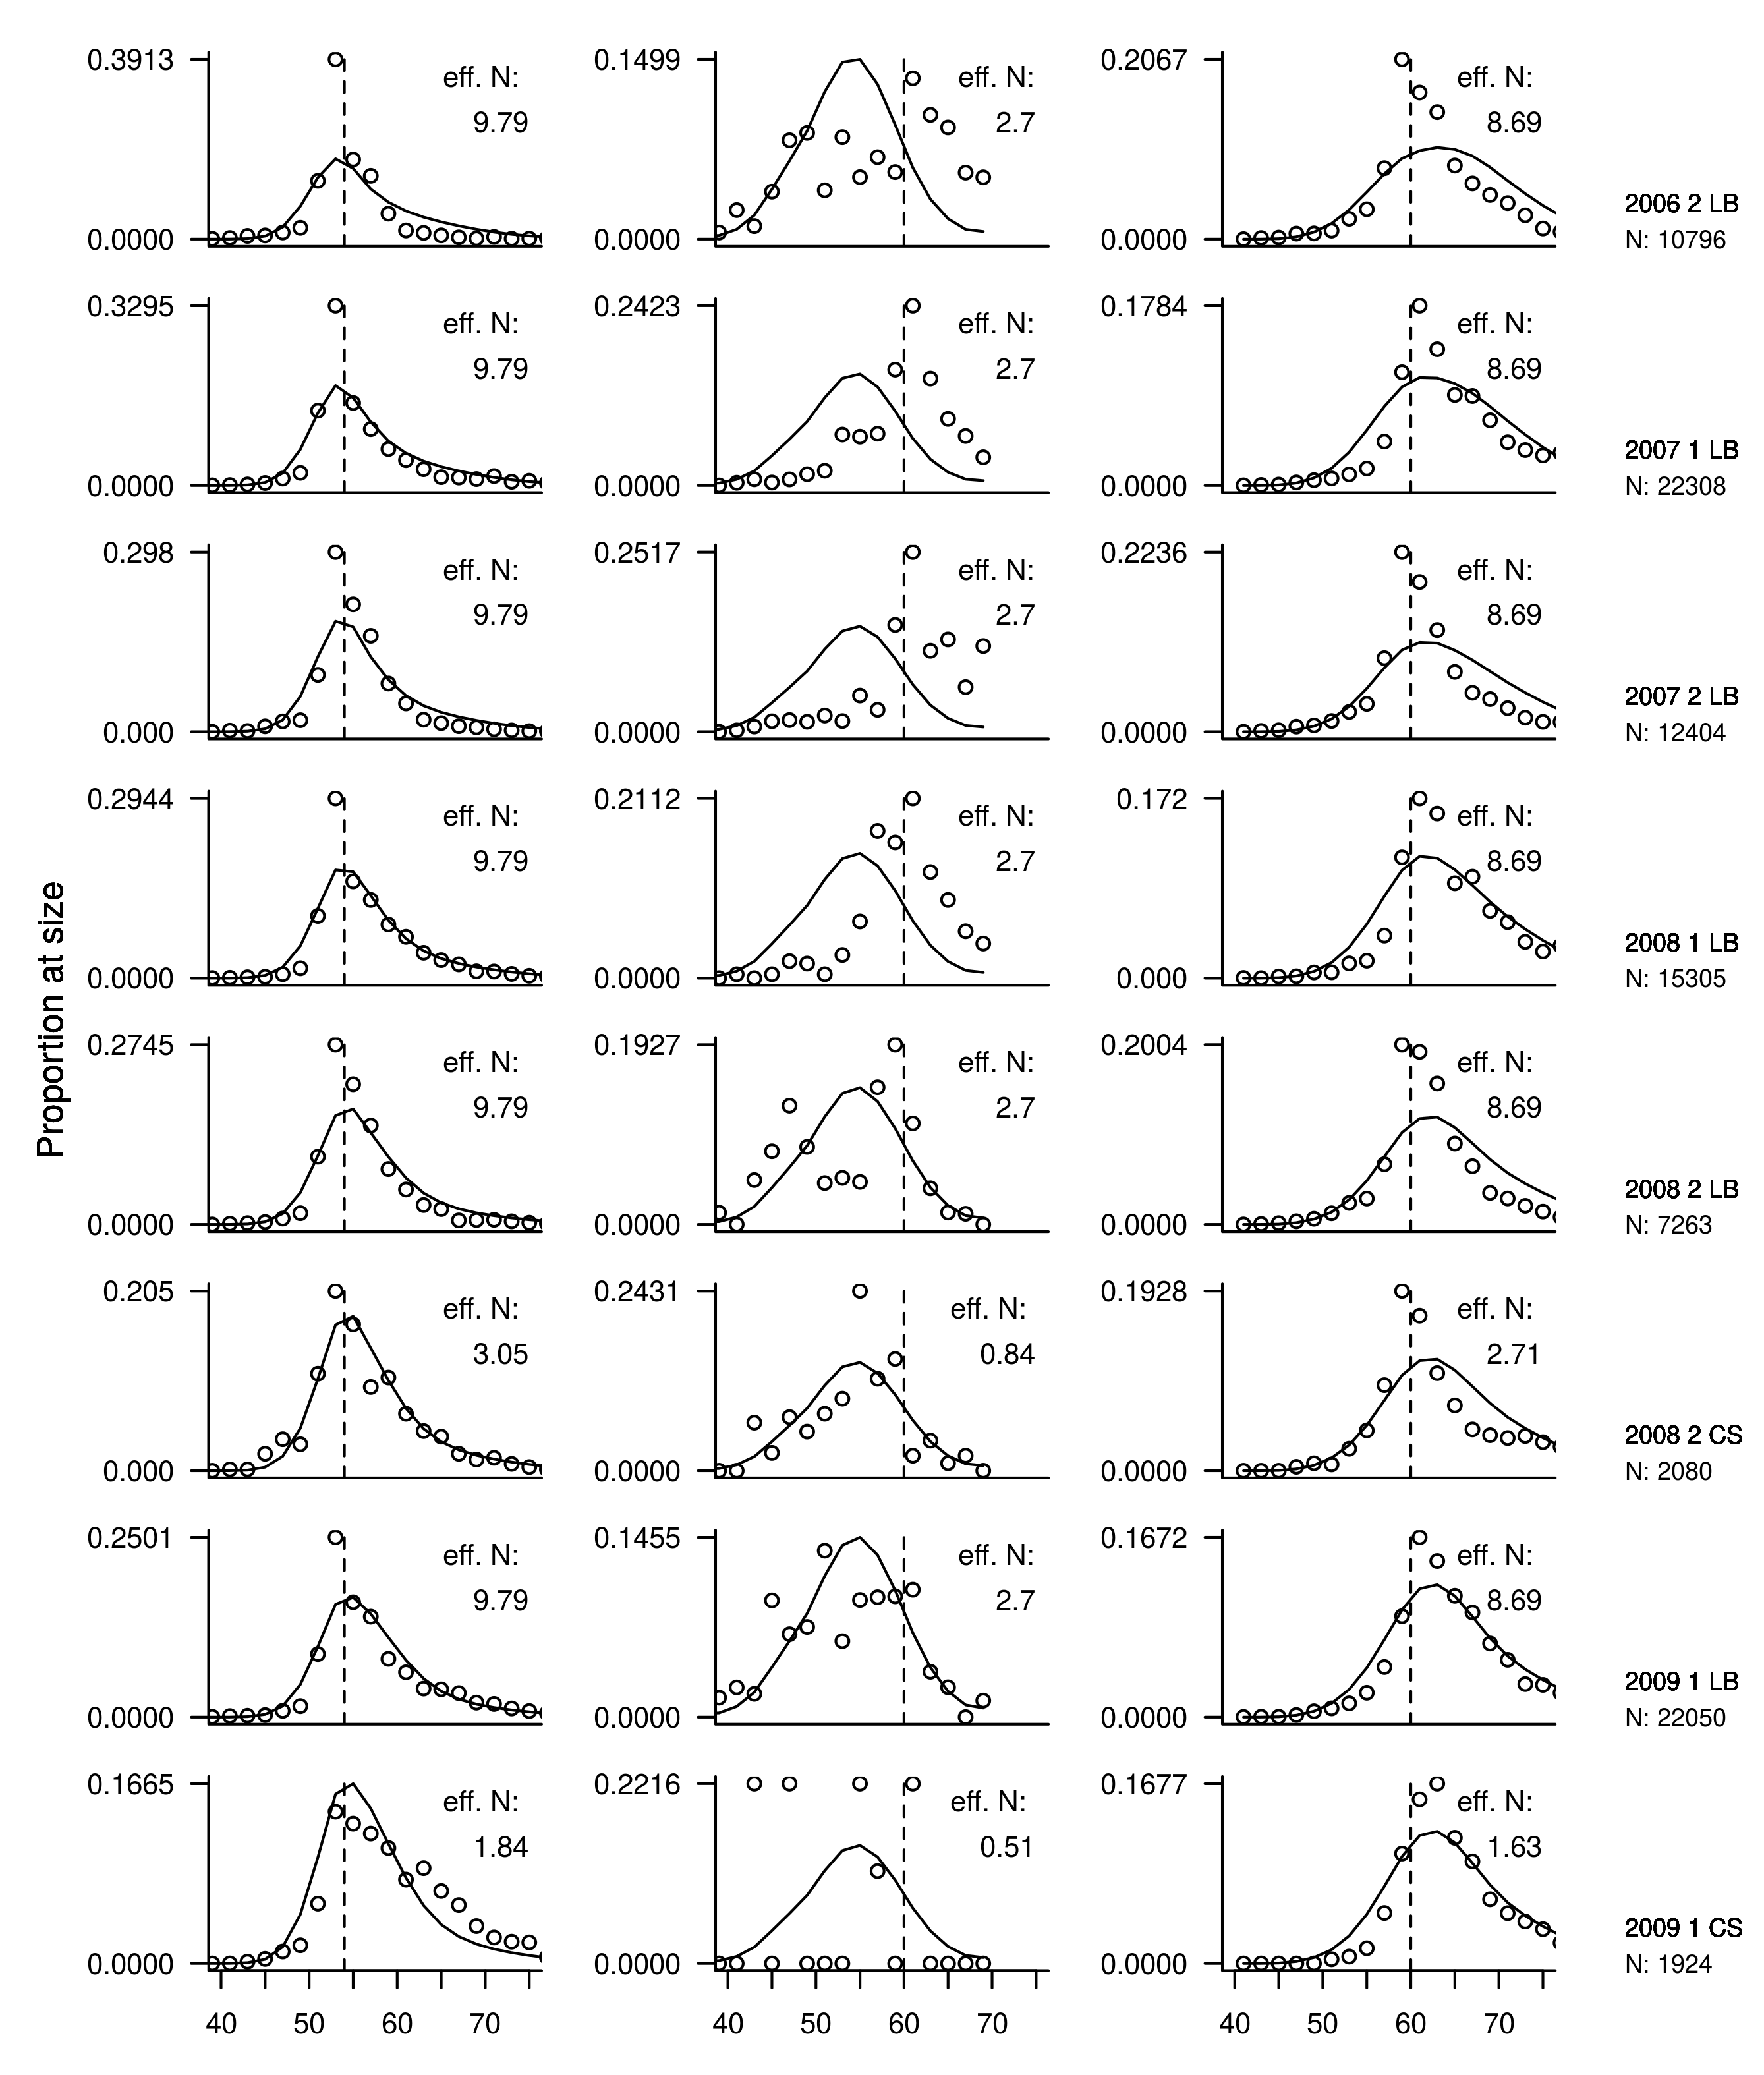 Proportion at size
0.3913
0.0000
eff. N:
9.79
0.1499
0.0000
eff. N:
2.7
0.2067
0.0000
eff. N:
8.69
2006 2 LB
N: 10796
0.3295
0.0000
eff. N:
9.79
0.2423
0.0000
eff. N:
2.7
0.1784
0.0000
eff. N:
8.69
2007 1 LB
N: 22308
0.298
0.000
eff. N:
9.79
0.2517
0.0000
eff. N:
2.7
0.2236
0.0000
eff. N:
8.69
2007 2 LB
N: 12404
0.2944
0.0000
eff. N:
9.79
0.2112
0.0000
eff. N:
2.7
0.172
0.000
eff. N:
8.69
2008 1 LB
N: 15305
0.2745
0.0000
eff. N:
9.79
0.1927
0.0000
eff. N:
2.7
0.2004
0.0000
eff. N:
8.69
2008 2 LB
N: 7263
0.205
0.000
eff. N:
3.05
0.2431
0.0000
eff. N:
0.84
0.1928
0.0000
eff. N:
2.71
2008 2 CS
N: 2080
0.2501
0.0000
eff. N:
9.79
0.1455
0.0000
eff. N:
2.7
0.1672
0.0000
eff. N:
8.69
2009 1 LB
N: 22050
0.1665
0.0000
eff. N:
1.84
0.2216
0.0000
eff. N:
0.51
0.1677
0.0000
eff. N:
1.63
2009 1 CS
N: 1924
40 50 60 70
40 50 60 70
40 50 60 70